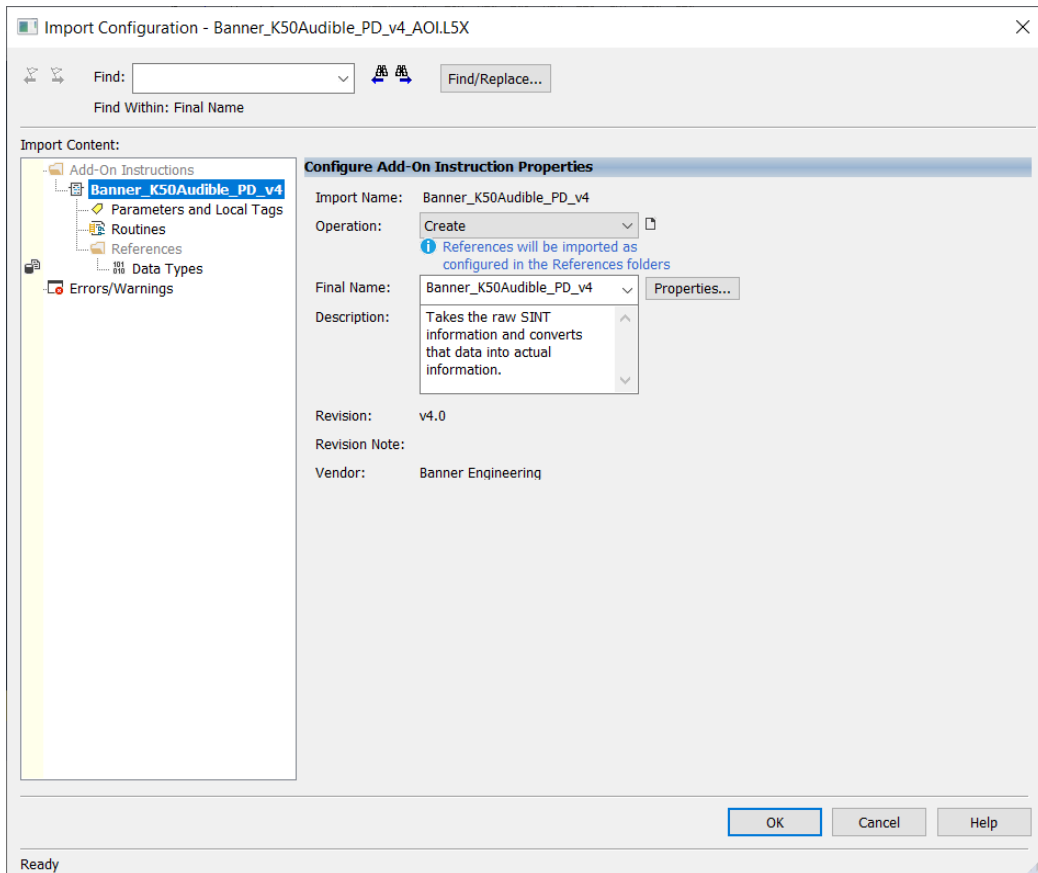 Import Configuration - Banner_K50Audible_PD_v4_AOI.L5X
Find:
Find/Replace...
Find Within: Final Name
Import Content:
Add-On Instructions
Banner_K50Audible_PD_v4
Parameters and Local Tags
Routines
References
Data Types
Errors/Warnings
Configure Add-On Instruction Properties
Import Name: Banner_K50Audible_PD_v4
Operation: Create
References will be imported as
configured in the References folders
Final Name: Banner_K50Audible_PD_v4 Properties...
Description: Takes the raw SINT
information and converts
that data into actual
information.
Revision: v4.0
Revision Note:
Vendor: Banner Engineering
OK Cancel Help
Ready